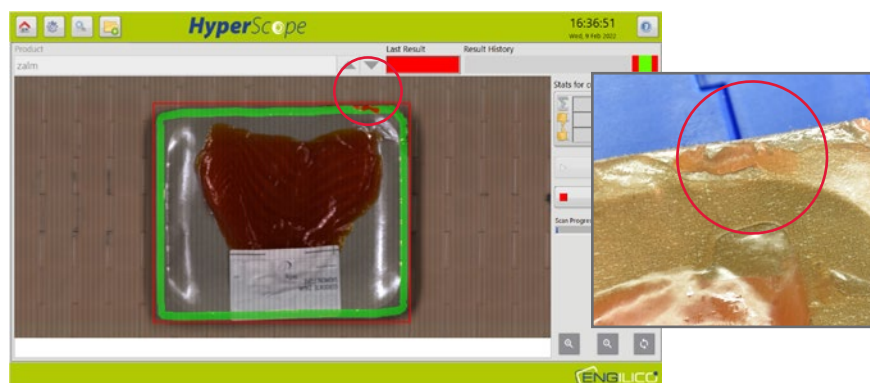 HyperScope
16:36:51
Wed, 9 Feb 2022
Product
Last Result
Result History
zalm
Stats for c
Scan Progre
ENGILICO